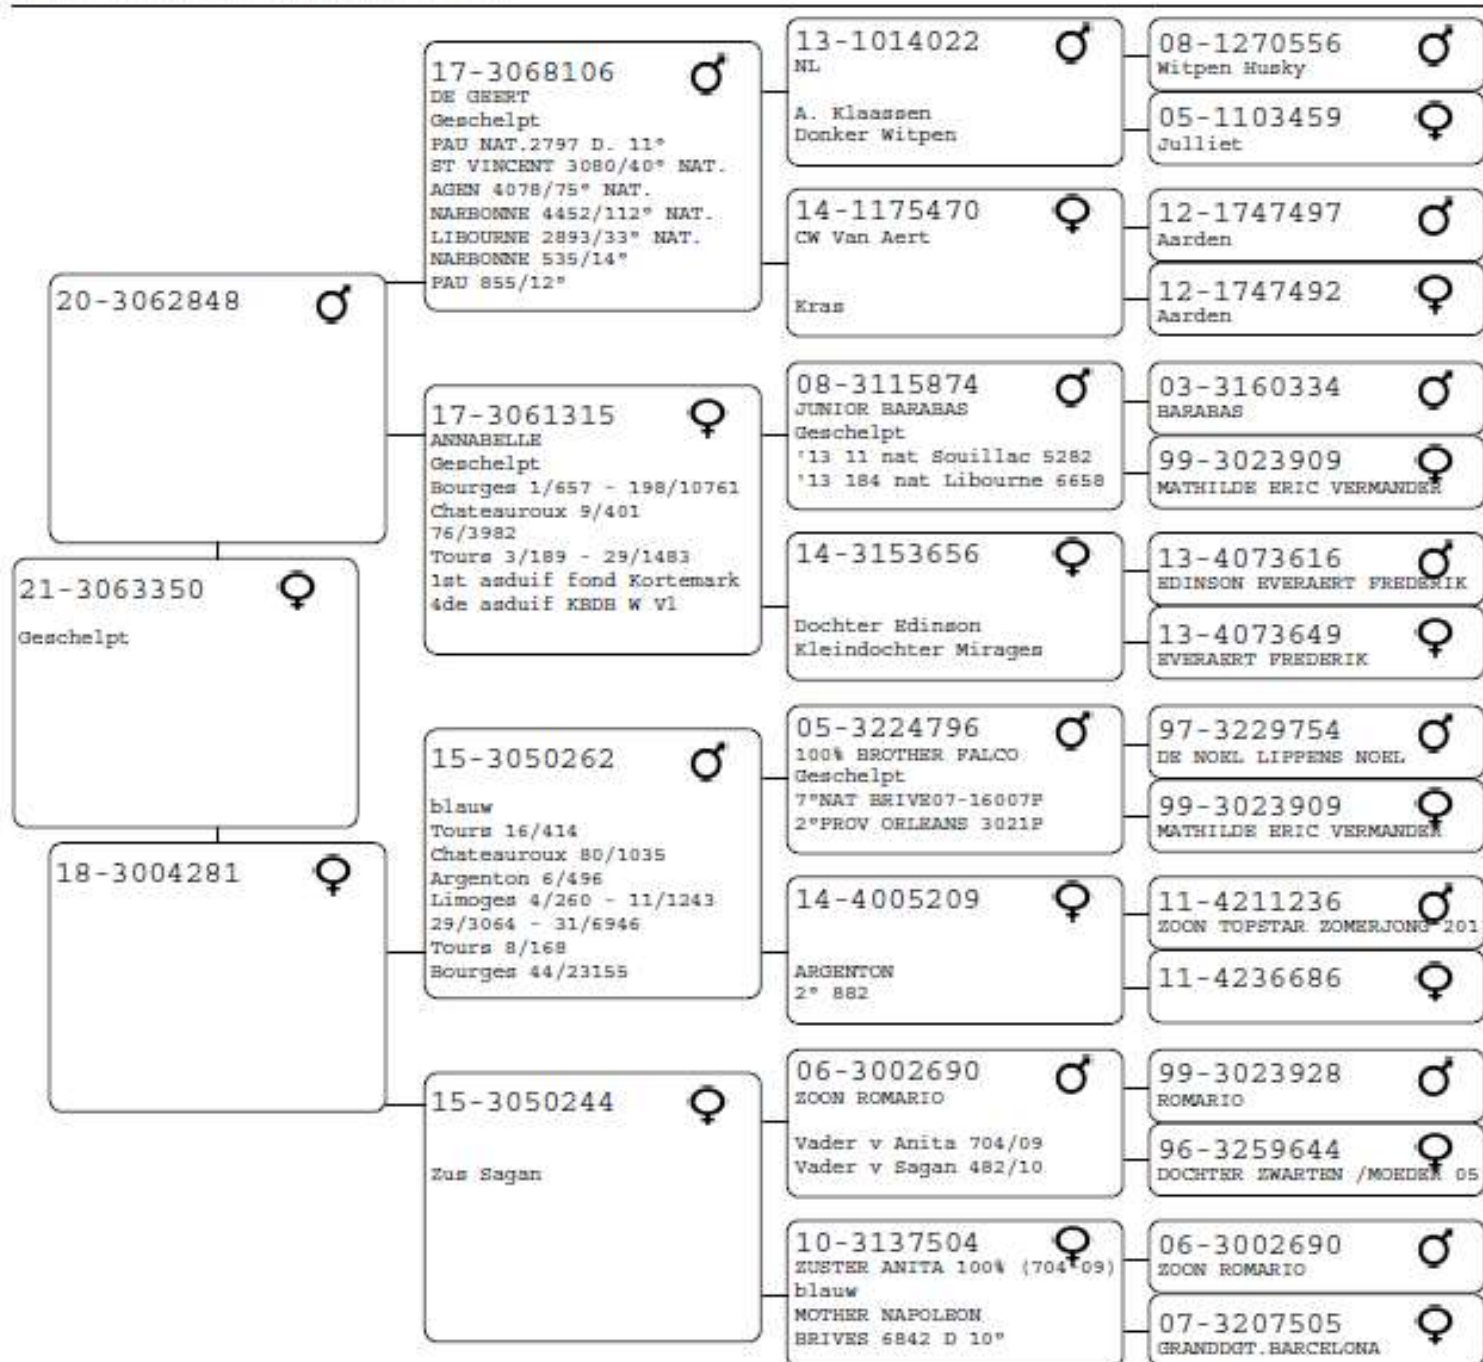 20-3062848
21-3063350
Geschelpt
18-3004281
17-3068106
DE GEERT
Geschelpt
PAU NAT.2797 D. 11°
ST VINCENT 3080/40° NAT.
AGEN 4078/75° NAT.
NARBONNE 4452/112° NAT.
LIBOURNE 2893/33° NAT.
NARBONNE 535/14°
PAU 855/12°
17-3061315
ANNABELLE
Geschelpt
Bourges 1/657 - 198/10761
Chateauroux 9/401
76/3982
Tours 3/189 - 29/1483
1st asduif fond Kortemark
4de asduif KBDB W Vl
15-3050262
blauw
Tours 16/414
Chateauroux 80/1035
Argenton 6/496
Limoges 4/260 - 11/1243
29/3064 - 31/6946
Tours 8/168
Bourges 44/23155
15-3050244
Zus Sagan
13-1014022
NL
A. Klaassen
Donker Witpen
14-1175470
CW Van Aert
Kras
08-3115874
JUNIOR BARABAS
Geschelpt
'13 11 nat Souillac 5282
'13 184 nat Libourne 6658
14-3153656
Dochter Edinson
Kleindochter Mirages
05-3224796
100% BROTHER FALCO
Geschelpt
7°NAT BRIVE07-16007P
2°PROV ORLEANS 3021P
14-4005209
ARGENTON
2° 882
06-3002690
ZOON ROMARIO
Vader v Anita 704/09
Vader v Sagan 482/10
10-3137504
ZUSTER ANITA 100% (704-09)
blauw
MOTHER NAPOLEON
BRIVES 6842 D 10°
08-1270556
Witpen Husky
05-1103459
Julliet
12-1747497
Aarden
12-1747492
Aarden
03-3160334
BARABAS
99-3023909
MATHILDE ERIC VERMANDER
13-4073616
EDINSON EVERAERT FREDERIK
13-4073649
EVERAERT FREDERIK
97-3229754
DE NOEL LIPPENS NOEL
99-3023909
MATHILDE ERIC VERMANDER
11-4211236
ZOON TOPSTAR ZOMERJONG 201
11-4236686
99-3023928
ROMARIO
96-3259644
DOCHTER ZWARTEN /MOEDER 05
06-3002690
ZOON ROMARIO
07-3207505
GRANDDGT.BARCELONA